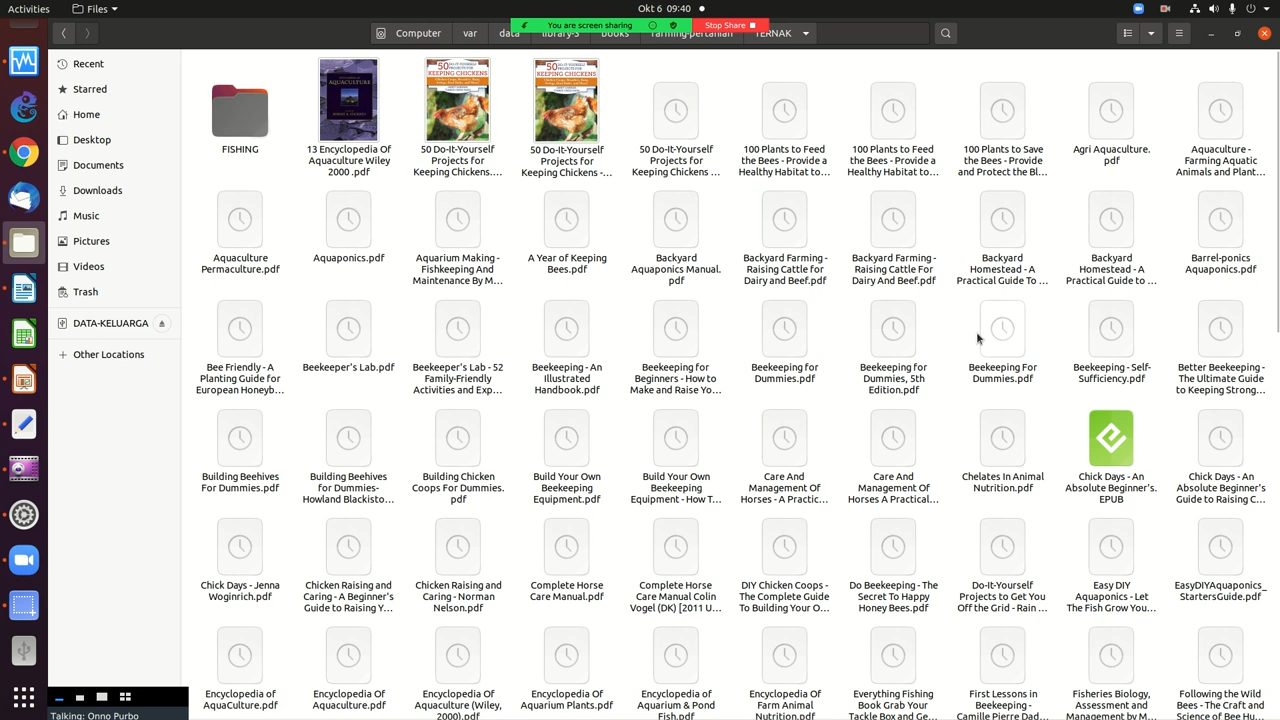 Activities
Files
Okt 6 09:40
You are screen sharing
Stop Share
Computer
var
data
library-3
books
farming-pertanian
TERNAK
Recent
Starred
Home
Desktop
Documents
Downloads
Music
Pictures
Videos
Trash
DATA-KELUARGA
Other Locations
FISHING
13 Encyclopedia Of
Aquaculture Wiley
2000 .pdf
50 Do-It-Yourself
Projects for
Keeping Chickens....
50 Do-It-Yourself
Projects for
Keeping Chickens -...
50 Do-It-Yourself
Projects for
Keeping Chickens ...
100 Plants to Feed
the Bees - Provide a
Healthy Habitat to...
100 Plants to Feed
the Bees - Provide a
Healthy Habitat to...
100 Plants to Save
the Bees - Provide
and Protect the Bl...
Agri Aquaculture.
pdf
Aquaculture -
Farming Aquatic
Animals and Plant...
Aquaculture
Permaculture.pdf
Aquaponics.pdf
Aquarium Making -
Fishkeeping And
Maintenance By M...
A Year of Keeping
Bees.pdf
Backyard
Aquaponics Manual.
pdf
Backyard Farming -
Raising Cattle for
Dairy and Beef.pdf
Backyard Farming -
Raising Cattle For
Dairy And Beef.pdf
Backyard
Homestead - A
Practical Guide To ...
Backyard
Homestead - A
Practical Guide to ...
Barrel-ponics
Aquaponics.pdf
Bee Friendly - A
Planting Guide for
European Honeyb...
Beekeeper's Lab.pdf
Beekeeper's Lab - 52
Family-Friendly
Activities and Exp...
Beekeeping - An
Illustrated
Handbook.pdf
Beekeeping for
Beginners - How to
Make and Raise Yo...
Beekeeping for
Dummies.pdf
Beekeeping for
Dummies, 5th
Edition.pdf
Beekeeping For
Dummies.pdf
Beekeeping - Self-
Sufficiency.pdf
Better Beekeeping -
The Ultimate Guide
to Keeping Strong...
Building Beehives
For Dummies.pdf
Building Beehives
for Dummies-
Howland Blackisto...
Building Chicken
Coops For Dummies.
pdf
Build Your Own
Beekeeping
Equipment.pdf
Build Your Own
Beekeeping
Equipment - How T...
Care And
Management Of
Horses - A Practic...
Care And
Management Of
Horses A Practical...
Chelates In Animal
Nutrition.pdf
Chick Days - An
Absolute Beginner's.
EPUB
Chick Days - An
Absolute Beginner's
Guide to Raising C...
Chick Days - Jenna
Woginrich.pdf
Chicken Raising and
Caring - A Beginner's
Guide to Raising Y...
Chicken Raising and
Caring - Norman
Nelson.pdf
Complete Horse
Care Manual.pdf
Complete Horse
Care Manual Colin
Vogel (DK) [2011 U...
DIY Chicken Coops -
The Complete Guide
To Building Your O...
Do Beekeeping - The
Secret To Happy
Honey Bees.pdf
Do-It-Yourself
Projects to Get You
Off the Grid - Rain ...
Easy DIY
Aquaponics - Let
The Fish Grow You...
EasyDIYAquaponics_
StartersGuide.pdf
Encyclopedia of
AquaCulture.pdf
Encyclopedia Of
Aquaculture.pdf
Encyclopedia Of
Aquaculture (Wiley,
2000).pdf
Encyclopedia Of
Aquarium Plants.pdf
Encyclopedia of
Aquarium & Pond
Fish.pdf
Encyclopedia Of
Farm Animal
Nutrition.pdf
Everything Fishing
Book Grab Your
Tackle Box and Ge...
First Lessons in
Beekeeping -
Camille Pierre Dad...
Fisheries Biology,
Assessment and
Management by M...
Following the Wild
Bees - The Craft and
Science of Bee Hu...
Talking: Onno Purbo